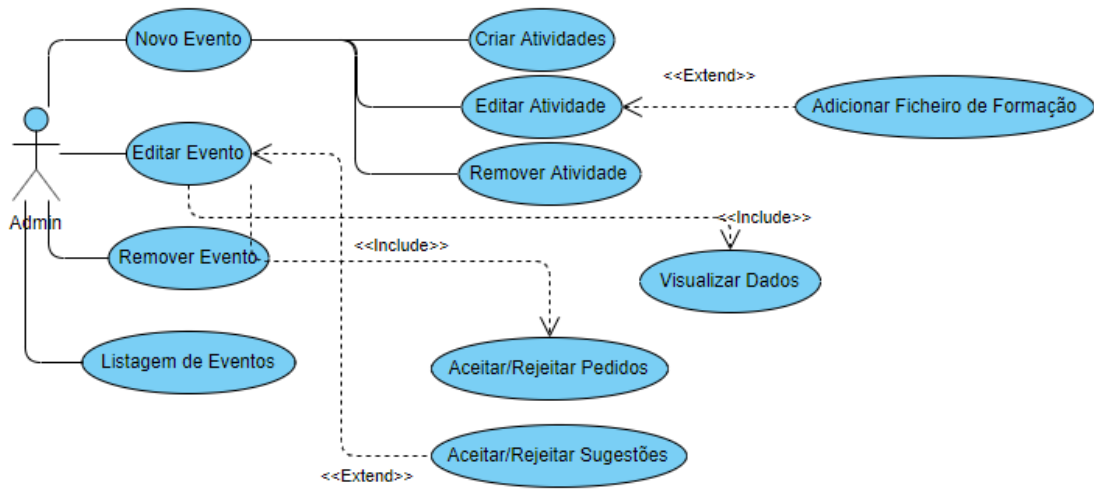 Novo Evento
Criar Atividades
<<Extend>>
Editar Atividade
Adicionar Ficheiro de Formação
Editar Evento
Remover Atividade
Admin
<<Include>>
<<Include>>
Remover Evento
Visualizar Dados
Listagem de Eventos
Aceitar/Rejeitar Pedidos
Aceitar/Rejeitar Sugestões
<<Extend>>